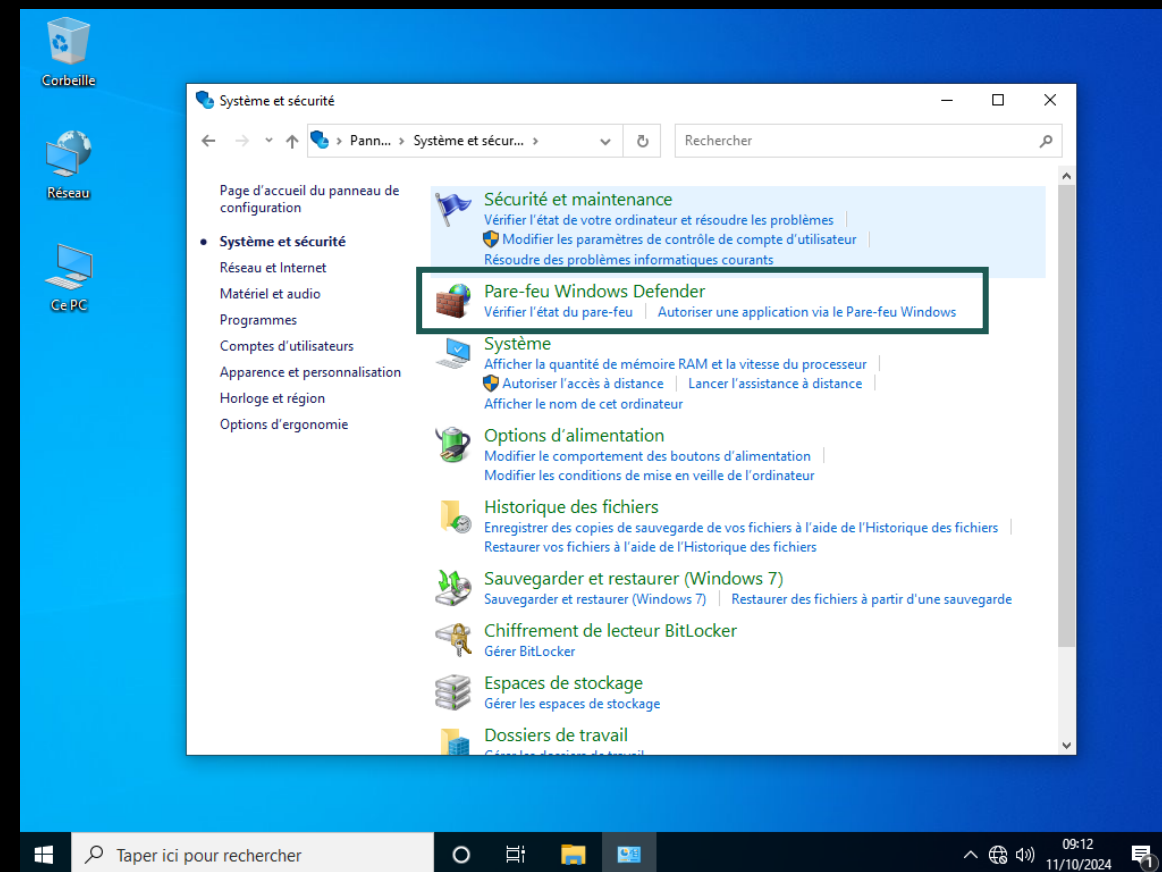 Corbeille
Réseau
Ce PC
Système et sécurité
Pann... Système et sécur...
Rechercher
Page d'accueil du panneau de
configuration
Système et sécurité
Réseau et Internet
Matériel et audio
Programmes
Comptes d'utilisateurs
Apparence et personnalisation
Horloge et région
Options d'ergonomie
Sécurité et maintenance
Vérifier l'état de votre ordinateur et résoudre les problèmes
Modifier les paramètres de contrôle de compte d'utilisateur
Résoudre des problèmes informatiques courants
Pare-feu Windows Defender
Vérifier l'état du pare-feu Autoriser une application via le Pare-feu Windows
Système
Afficher la quantité de mémoire RAM et la vitesse du processeur
Autoriser l'accès à distance Lancer l'assistance à distance
Afficher le nom de cet ordinateur
Options d'alimentation
Modifier le comportement des boutons d'alimentation
Modifier les conditions de mise en veille de l'ordinateur
Historique des fichiers
Enregistrer des copies de sauvegarde de vos fichiers à l'aide de l'Historique des fichiers
Restaurer vos fichiers à l'aide de l'Historique des fichiers
Sauvegarder et restaurer (Windows 7)
Sauvegarder et restaurer (Windows 7) Restaurer des fichiers à partir d'une sauvegarde
Chiffrement de lecteur BitLocker
Gérer BitLocker
Espaces de stockage
Gérer les espaces de stockage
Dossiers de travail
Gérer les dossiers de travail
Taper ici pour rechercher
09:12
11/10/2024
1